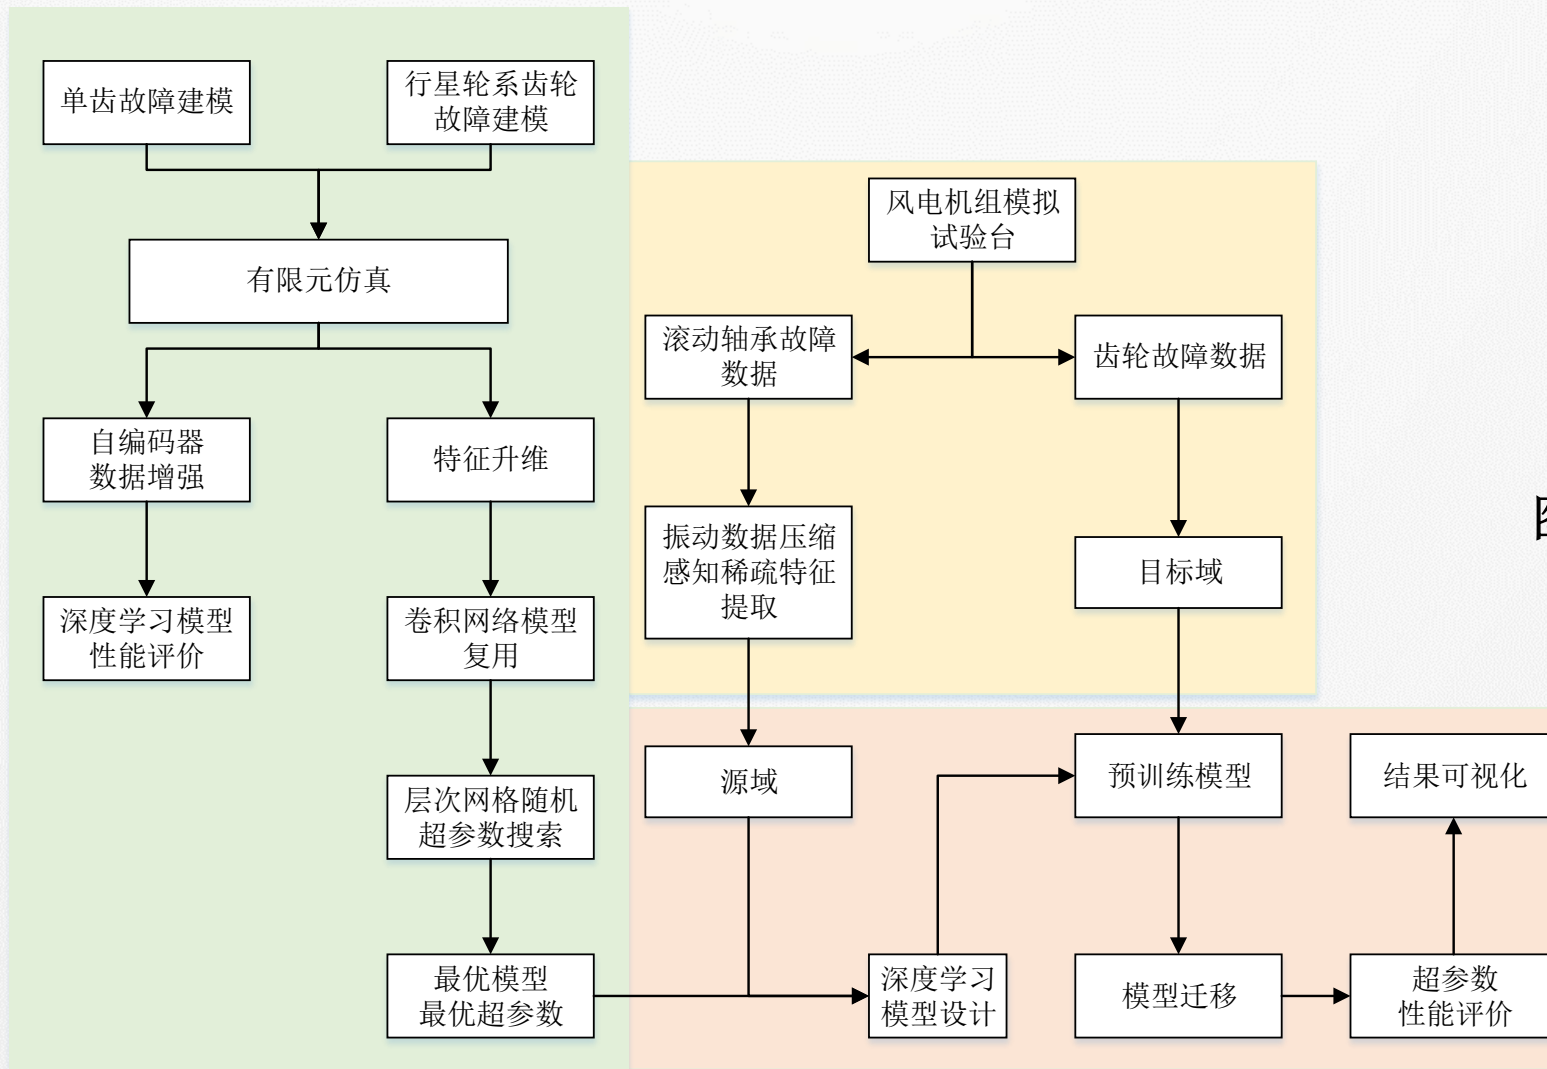 单齿故障建模
行星轮系齿轮
故障建模
有限元仿真
自编码器
数据增强
特征升维
深度学习模型
性能评价
卷积网络模型
复用
层次网格随机
超参数搜索
最优模型
最优超参数
风电机组模拟
试验台
滚动轴承故障
数据
齿轮故障数据
振动数据压缩
感知稀疏特征
提取
目标域
源域
预训练模型
结果可视化
深度学习
模型设计
模型迁移
超参数
性能评价